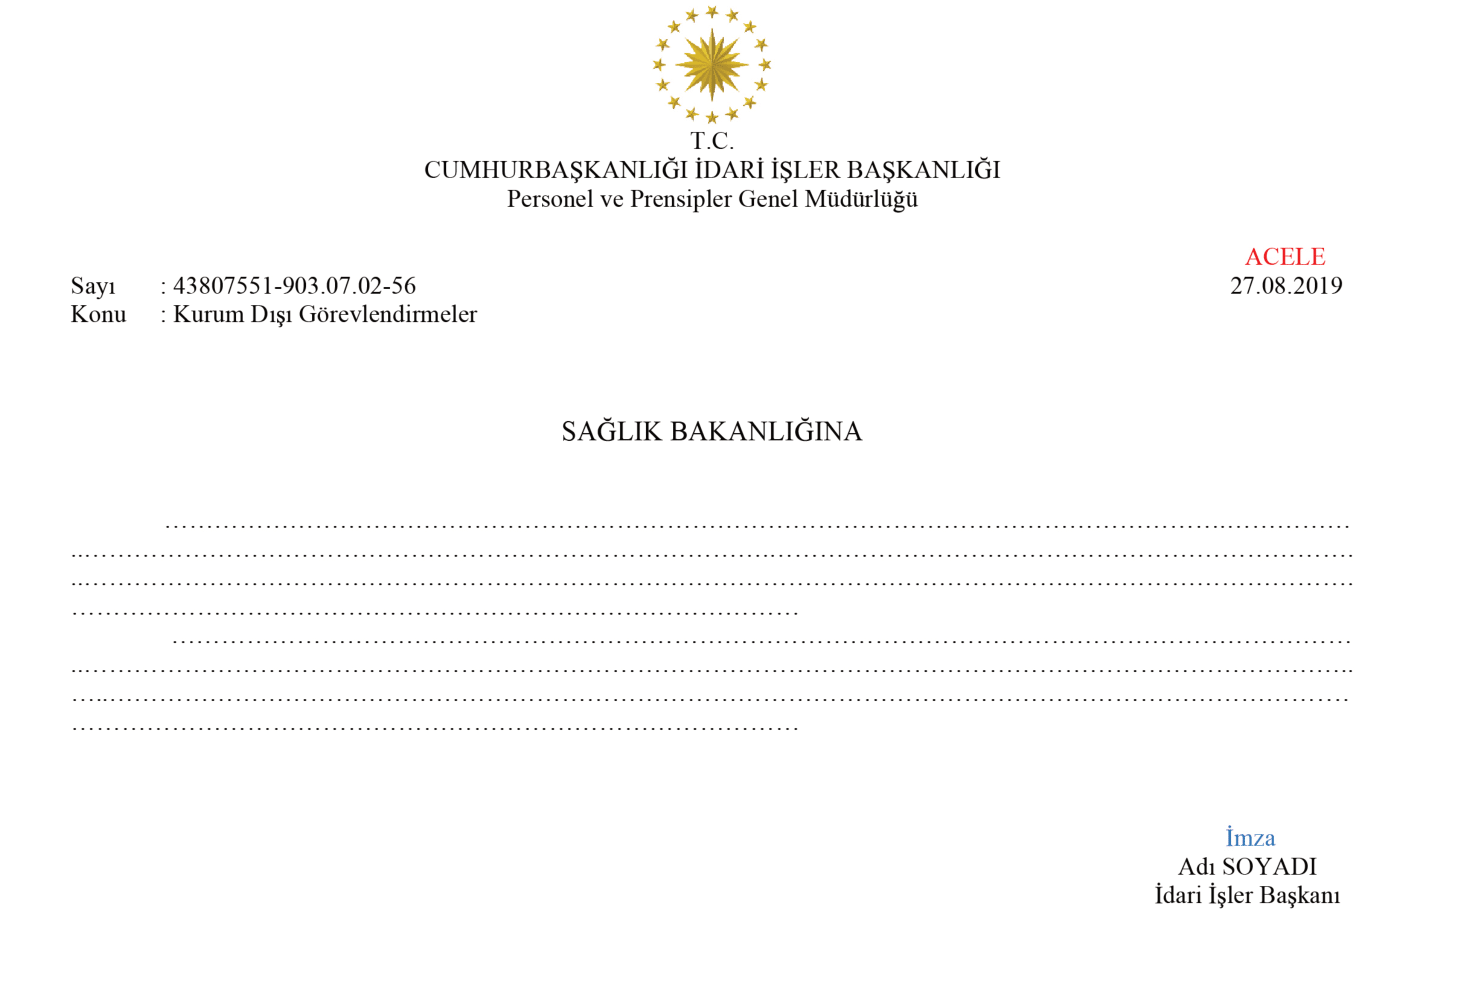 T.C.
CUMHURBAŞKANLIĞI İDARİ İŞLER BAŞKANLIĞI
Personel ve Prensipler Genel Müdürlüğü
ACELE
Sayı : 43807551-903.07.02-56 27.08.2019
Konu : Kurum Dışı Görevlendirmeler
SAĞLIK BAKANLIĞINA
……………………………………………………………………………………………………………………………..……………
..……………………………………………………………………….…………………………………………………………….
..……………………………………………………………………………………………………….…………………………….
……………………………………………………………………………
……………………………………………………………………………………………………………………………
..……………………………………………………………………………………………………………………………………..
…..………………………………………………………………………………………………………………………………….
……………………………………………………………………………
İmza
Adı SOYADI
İdari İşler Başkanı